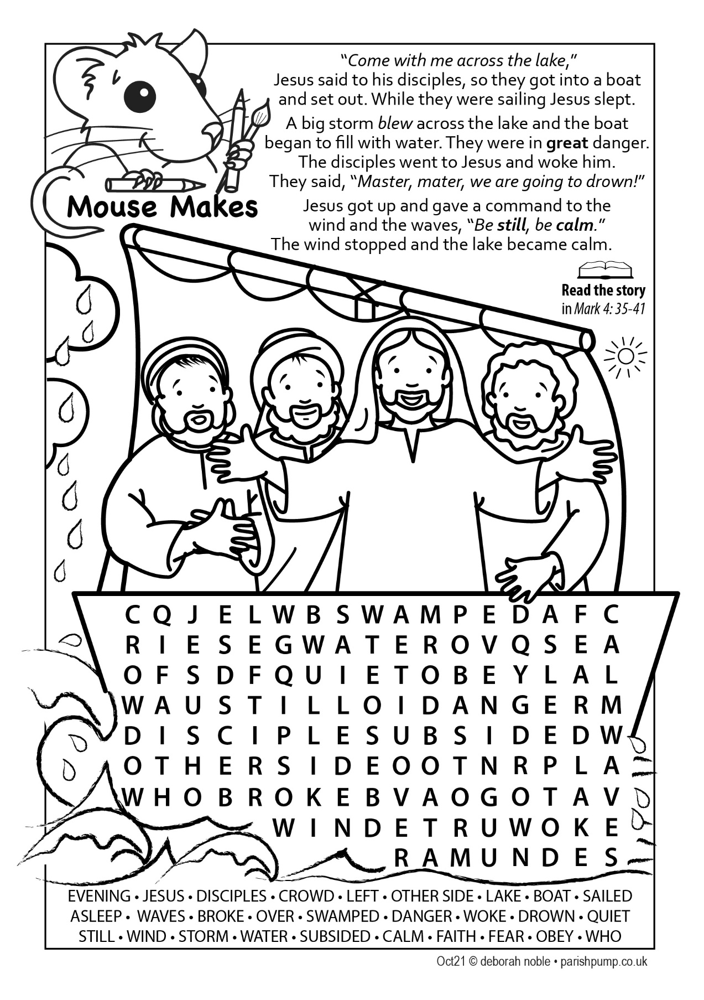 “Come with me across the lake,”
Jesus said to his disciples, so they got into a boat
and set out. While they were sailing Jesus slept.
A big storm blew across the lake and the boat
began to fill with water. They were in great danger.
The disciples went to Jesus and woke him.
They said, “Master, mater, we are going to drown!”
Mouse Makes
Jesus got up and gave a command to the
wind and the waves, “Be still, be calm.”
The wind stopped and the lake became calm.
Read the story
in Mark 4: 35-41
C Q J E L W B S W A M P E D A F C
R I E S E G W A T E R O V Q S E A
O F S D F Q U I E T O B E Y L A L
W A U S T I L L O I D A N G E R M
D I S C I P L E S U B S I D E D W
O T H E R S I D E O O T N R P L A
W H O B R O K E B V A O G O T A V
W I N D E T R U W O K E
R A M U N D E S
EVENING • JESUS • DISCIPLES • CROWD • LEFT • OTHER SIDE • LAKE • BOAT • SAILED
ASLEEP • WAVES • BROKE • OVER • SWAMPED • DANGER • WOKE • DROWN • QUIET
STILL • WIND • STORM • WATER • SUBSIDED • CALM • FAITH • FEAR • OBEY • WHO
Oct21 © deborah noble • parishpump.co.uk